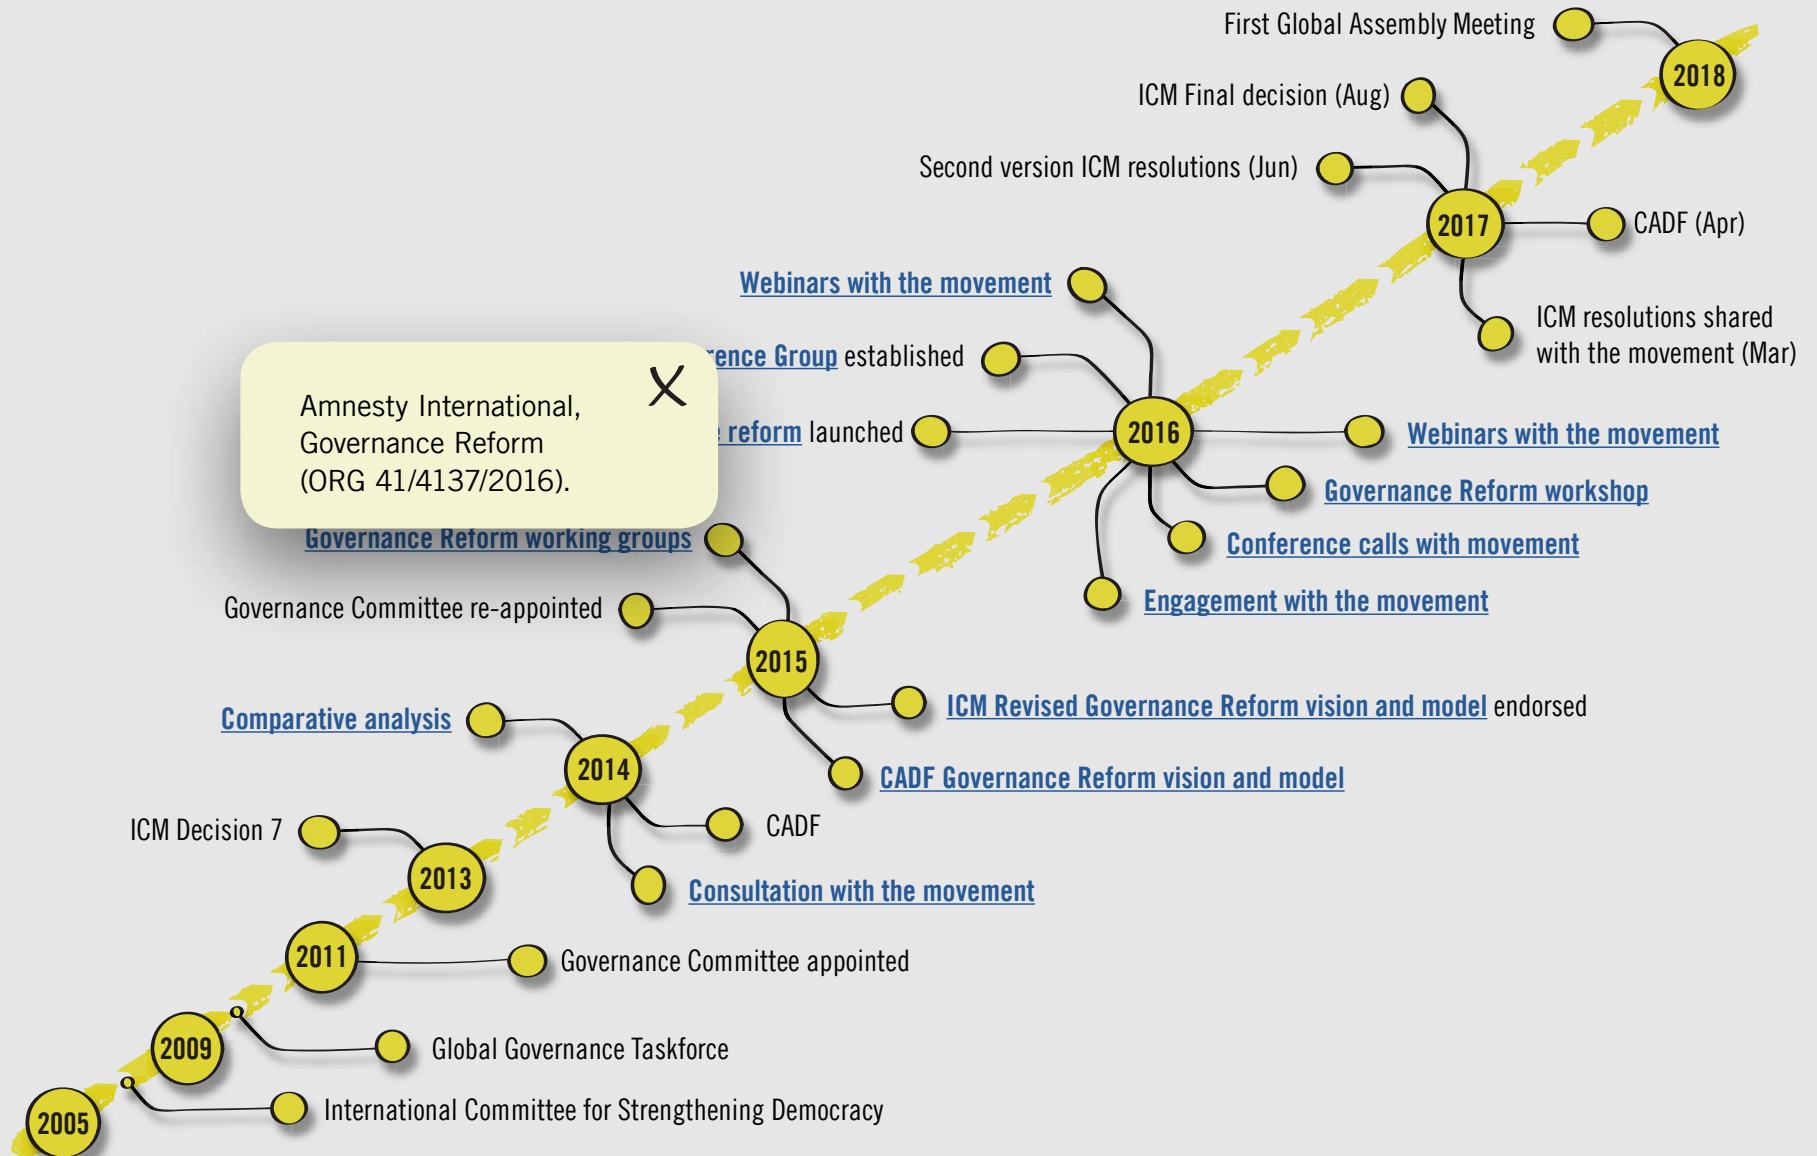 First Global Assembly Meeting
2018
ICM Final decision (Aug)
Second version ICM resolutions (Jun)
2017
CADF (Apr)
ICM resolutions shared
with the movement (Mar)
Webinars with the movement
Group established
reform launched
2016
Webinars with the movement
Governance Reform workshop
Conference calls with movement
Engagement with the movement
Amnesty International,
Governance Reform
(ORG 41/4137/2016).
X
Governance Reform working groups
Governance Committee re-appointed
2015
ICM Revised Governance Reform vision and model endorsed
CADF Governance Reform vision and model
Comparative analysis
2014
CADF
Consultation with the movement
ICM Decision 7
2013
2011
Governance Committee appointed
2009
Global Governance Taskforce
2005
International Committee for Strengthening Democracy